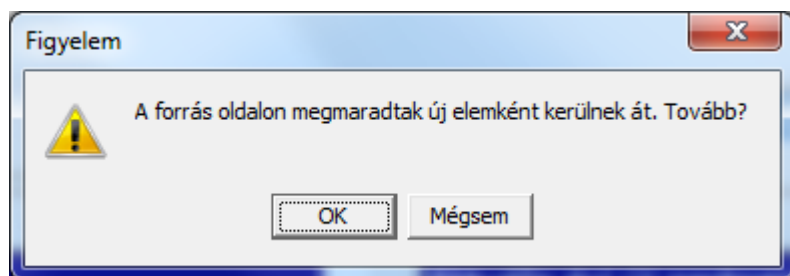 Figyelem
A forrás oldalon megmaradtak új elemként kerülnek át. Tovább?
OK
Mégsem